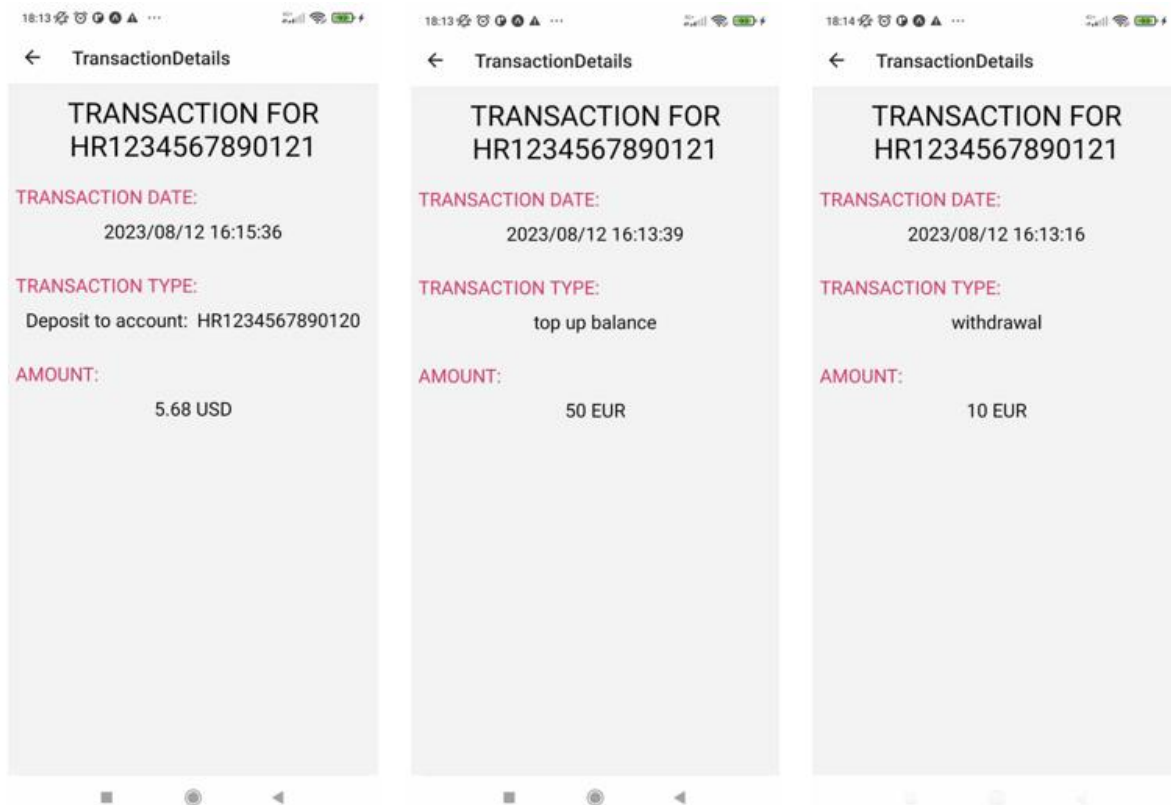 18:13
TransactionDetails
TRANSACTION FOR
HR1234567890121
TRANSACTION DATE:
2023/08/12 16:15:36
TRANSACTION TYPE:
Deposit to account: HR1234567890120
AMOUNT:
5.68 USD
18:13
TransactionDetails
TRANSACTION FOR
HR1234567890121
TRANSACTION DATE:
2023/08/12 16:13:39
TRANSACTION TYPE:
top up balance
AMOUNT:
50 EUR
18:14
TransactionDetails
TRANSACTION FOR
HR1234567890121
TRANSACTION DATE:
2023/08/12 16:13:16
TRANSACTION TYPE:
withdrawal
AMOUNT:
10 EUR